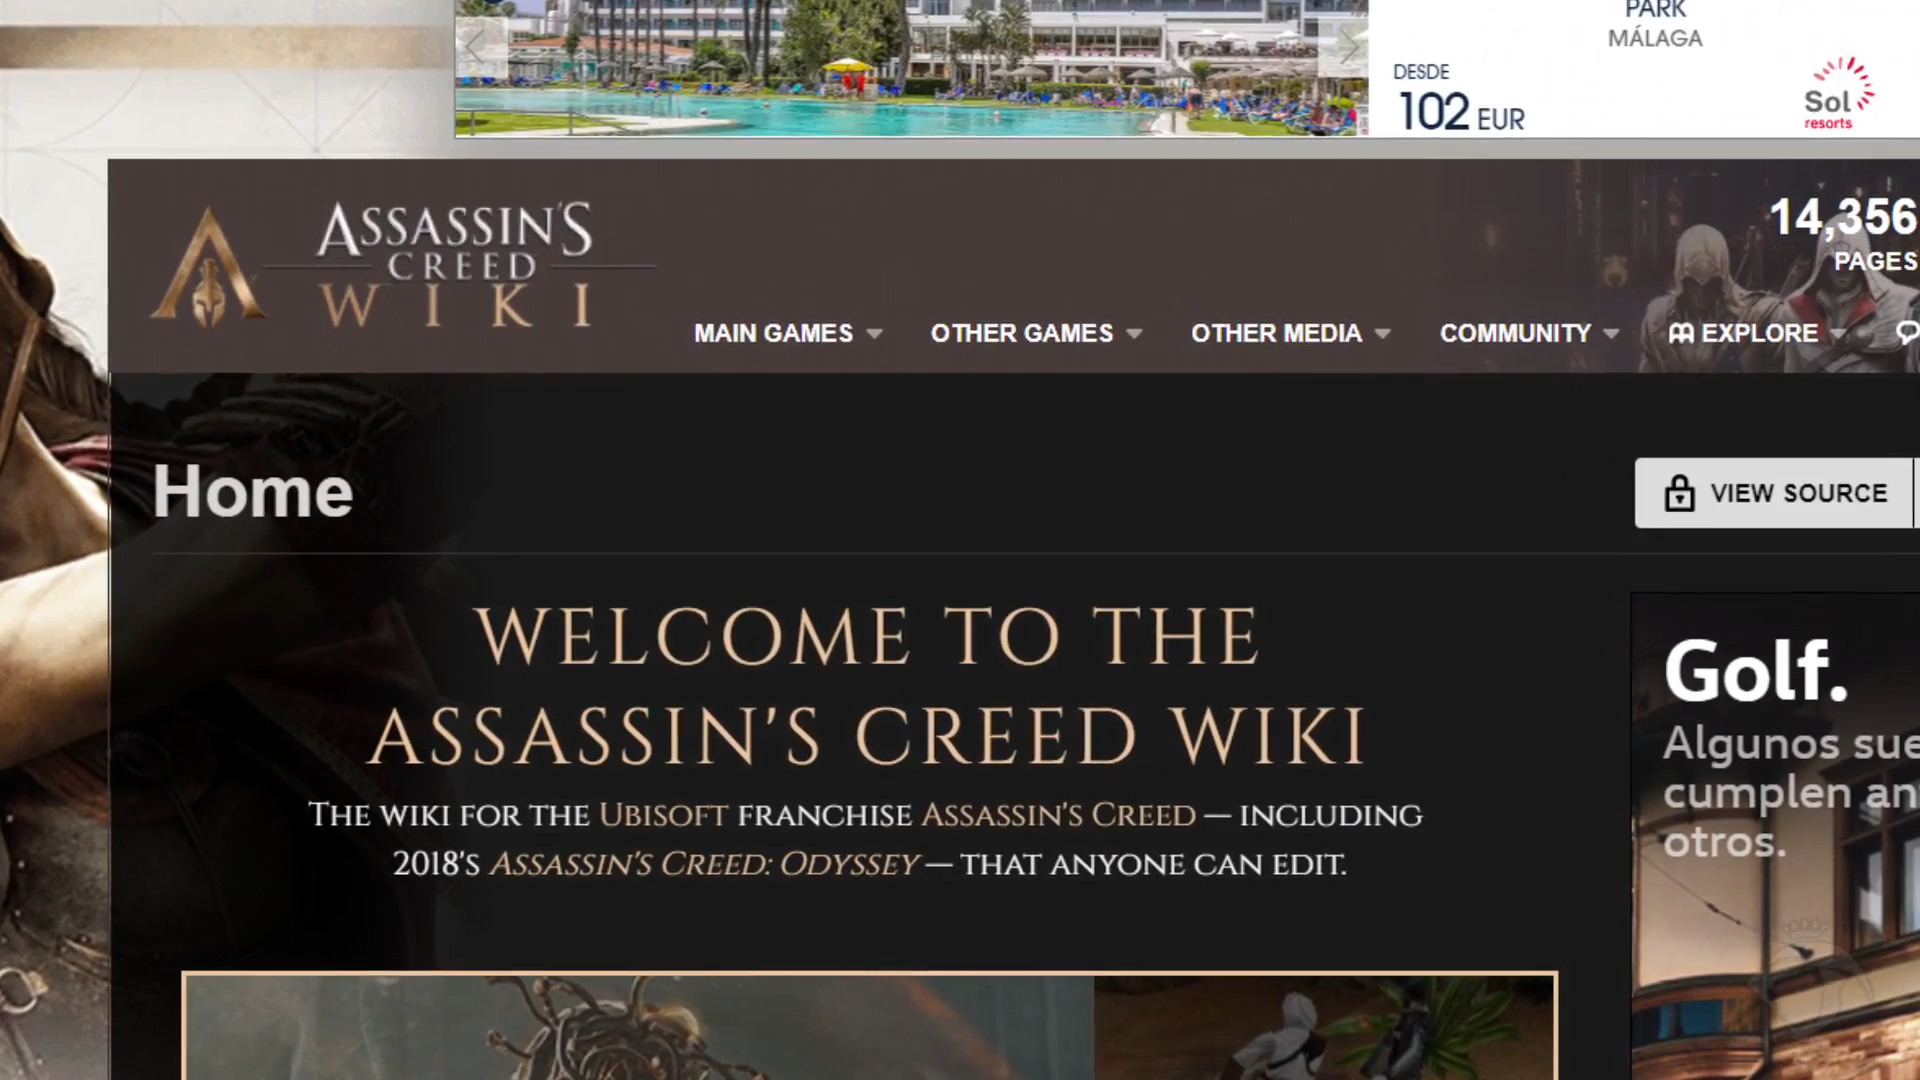 PARK
MÁLAGA
DESDE
102 EUR
Sol
resorts
ASSASSIN'S
CREED
WIKI
14,356
PAGES
MAIN GAMES
OTHER GAMES
OTHER MEDIA
COMMUNITY
EXPLORE
Home
VIEW SOURCE
WELCOME TO THE
ASSASSIN'S CREED WIKI
THE WIKI FOR THE UBISOFT FRANCHISE ASSASSIN'S CREED — INCLUDING
2018'S ASSASSIN'S CREED: ODYSSEY — THAT ANYONE CAN EDIT.
Golf.
Algunos sue
cumplen an
otros.